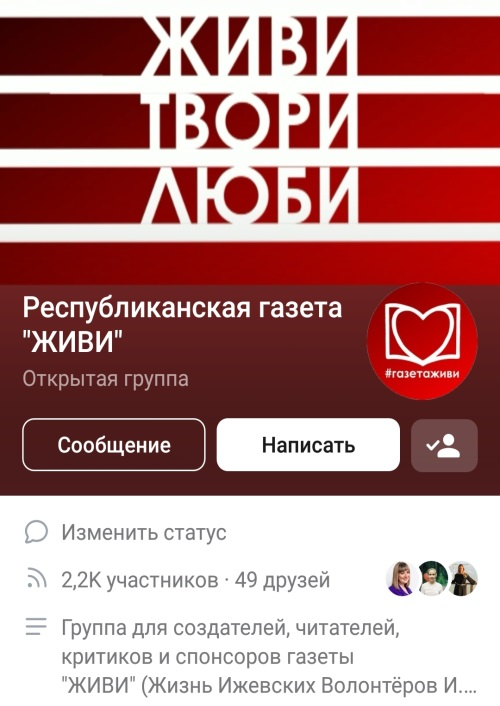 ЖИВИ
ТВОРИ
ЛЮБИ
Республиканская газета
"ЖИВИ"
#газетаживи
Открытая группа
Сообщение
Написать
Изменить статус
2,2K участников · 49 друзей
Группа для создателей, читателей,
критиков и спонсоров газеты
"ЖИВИ" (Жизнь Ижевских Волонтёров И....